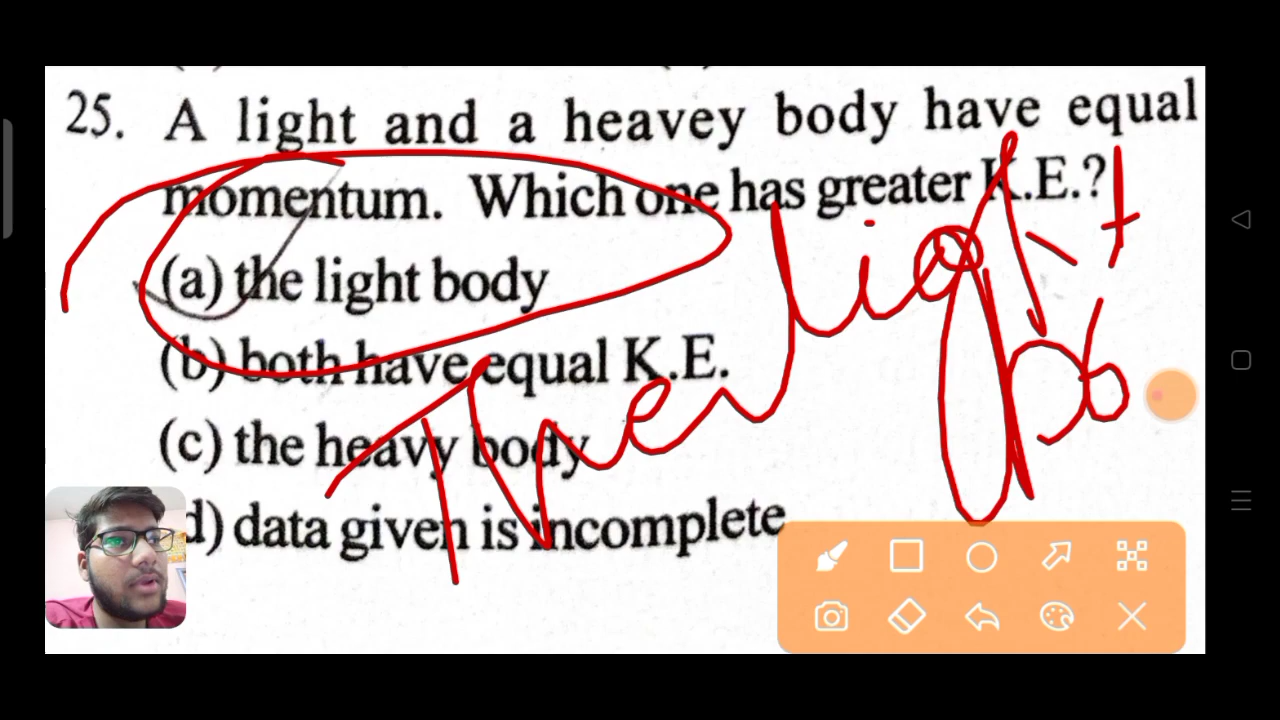 25. A light and a heavey body have equal
momentum. Which one has greater K.E.?
(a) the light body
(b) both have equal K.E.
(c) the heavy body
d) data given is incomplete
The light